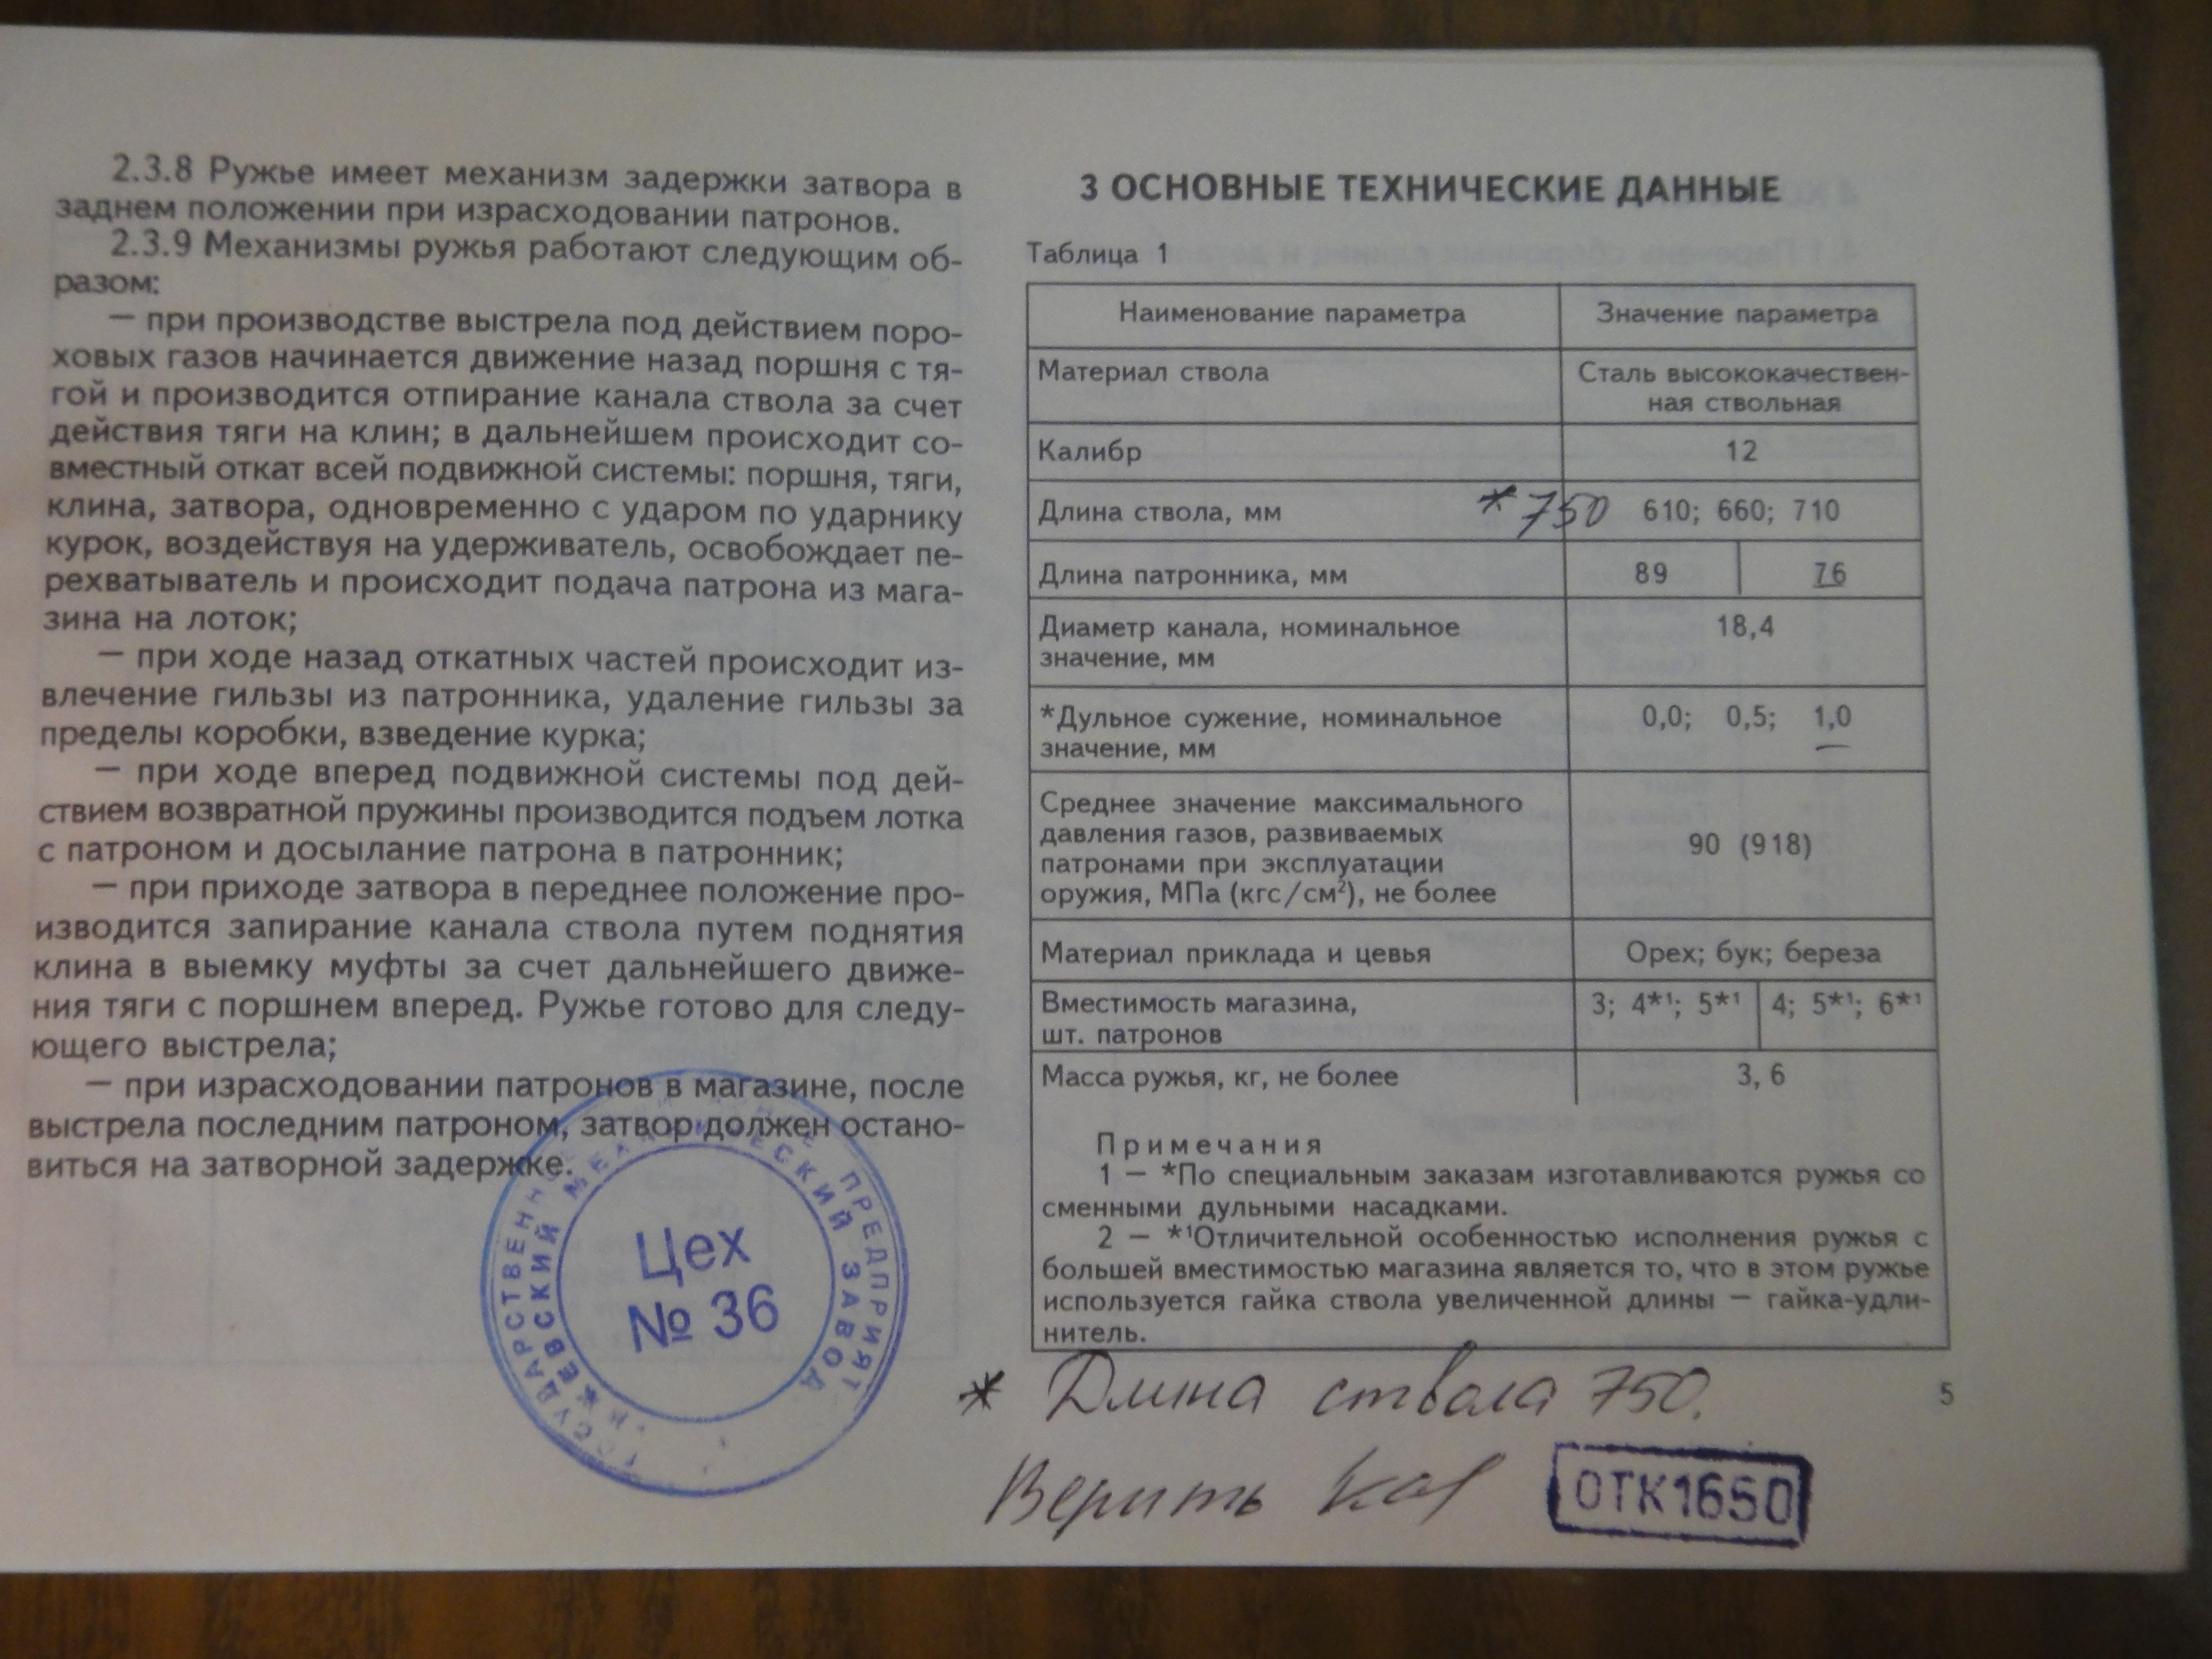 2.3.8 Ружье имеет механизм задержки затвора в
заднем положении при израсходовании патронов.
2.3.9 Механизмы ружья работают следующим об-
разом:
— при производстве выстрела под действием поро-
ховых газов начинается движение назад поршня с тя-
гой и производится отпирание канала ствола за счет
действия тяги на клин; в дальнейшем происходит со-
вместный откат всей подвижной системы: поршня, тяги,
клина, затвора, одновременно с ударом по ударнику
курок, воздействуя на удерживатель, освобождает пе-
рехватыватель и происходит подача патрона из мага-
зина на лоток;
— при ходе назад откатных частей происходит из-
влечение гильзы из патронника, удаление гильзы за
пределы коробки, взведение курка;
— при ходе вперед подвижной системы под дей-
ствием возвратной пружины производится подъем лотка
с патроном и досылание патрона в патронник;
— при приходе затвора в переднее положение про-
изводится запирание канала ствола путем поднятия
клина в выемку муфты за счет дальнейшего движе-
ния тяги с поршнем вперед. Ружье готово для следу-
ющего выстрела;
— при израсходовании патронов в магазине, после
выстрела последним патроном, затвор должен остано-
виться на затворной задержке.
ГОСУДАРСТВЕННОЕ ПРЕДПРИЯТ
ИЖЕВСКИЙ МЕХАНИЧЕСКИЙ ЗАВОД
Цех
№ 36
3 ОСНОВНЫЕ ТЕХНИЧЕСКИЕ ДАННЫЕ
Таблица 1
Наименование параметра Значение параметра
Материал ствола Сталь высококачествен-
ная ствольная
Калибр 12
Длина ствола, мм *750 610; 660; 710
Длина патронника, мм 89 76
Диаметр канала, номинальное 18,4
значение, мм
*Дульное сужение, номинальное 0,0; 0,5; 1,0
значение, мм
Среднее значение максимального
давления газов, развиваемых
патронами при эксплуатации 90 (918)
оружия, МПа (кгс/см²), не более
Материал приклада и цевья Орех; бук; береза
Вместимость магазина, 3; 4*¹; 5*¹ 4; 5*¹; 6*¹
шт. патронов
Масса ружья, кг, не более 3, 6
Примечания
1 — *По специальным заказам изготавливаются ружья со
сменными дульными насадками.
2 — *¹Отличительной особенностью исполнения ружья с
большей вместимостью магазина является то, что в этом ружье
используется гайка ствола увеличенной длины — гайка-удли-
нитель.
* Длина ствола 750.
5
Верить
ОТК1650